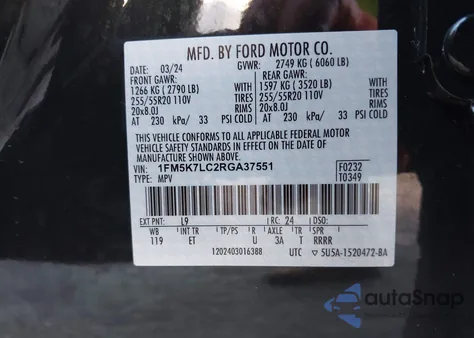 MFD. BY FORD MOTOR CO.
DATE: 03/24 GVWR: 2749 KG ( 6060 LB)
FRONT GAWR: REAR GAWR:
1266 KG ( 2790 LB) 1597 KG ( 3520 LB)
255/55R20 110V TIRES 255/55R20 110V TIRES
20x8.0J RIMS 20x8.0J RIMS
AT 230 kPa/ 33 PSI COLD AT 230 kPa/ 33 PSI COLD
THIS VEHICLE CONFORMS TO ALL APPLICABLE FEDERAL MOTOR
VEHICLE SAFETY STANDARDS IN EFFECT ON THE DATE OF
MANUFACTURE SHOWN ABOVE.
VIN: 1FM5K7LC2RGA37551 F0232
TYPE: MPV T0349
EXT PNT: L9 RC: 24 DSO:
WB INT TR TP/PS R AXLE TR SPR
119 ET U 3A T RRRR
1202403016388 UTC ▽ 5U5A-1520472-BA
autoSnap